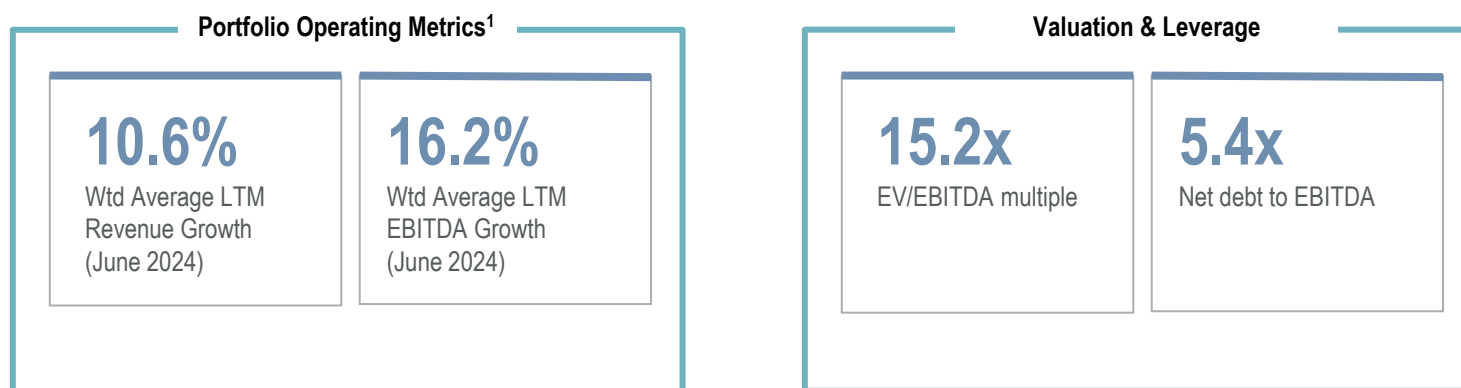 Portfolio Operating Metrics1
10.6%
Wtd Average LTM
Revenue Growth
(June 2024)
16.2%
Wtd Average LTM
EBITDA Growth
(June 2024)
Valuation & Leverage
15.2x
EV/EBITDA multiple
5.4x
Net debt to EBITDA